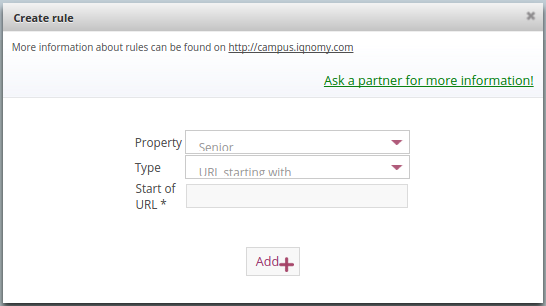 Create rule
More information about rules can be found on http://campus.iqnomy.com
Ask a partner for more information!
Property Senior
Type URL starting with
Start of
URL *
Add